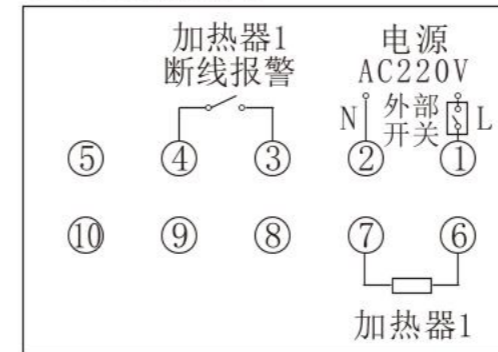 加热器1
断线报警
电源
AC220V
N
外部
开关
L
⑤ ④ ③ ② ①
⑩ ⑨ ⑧ ⑦ ⑥
加热器1